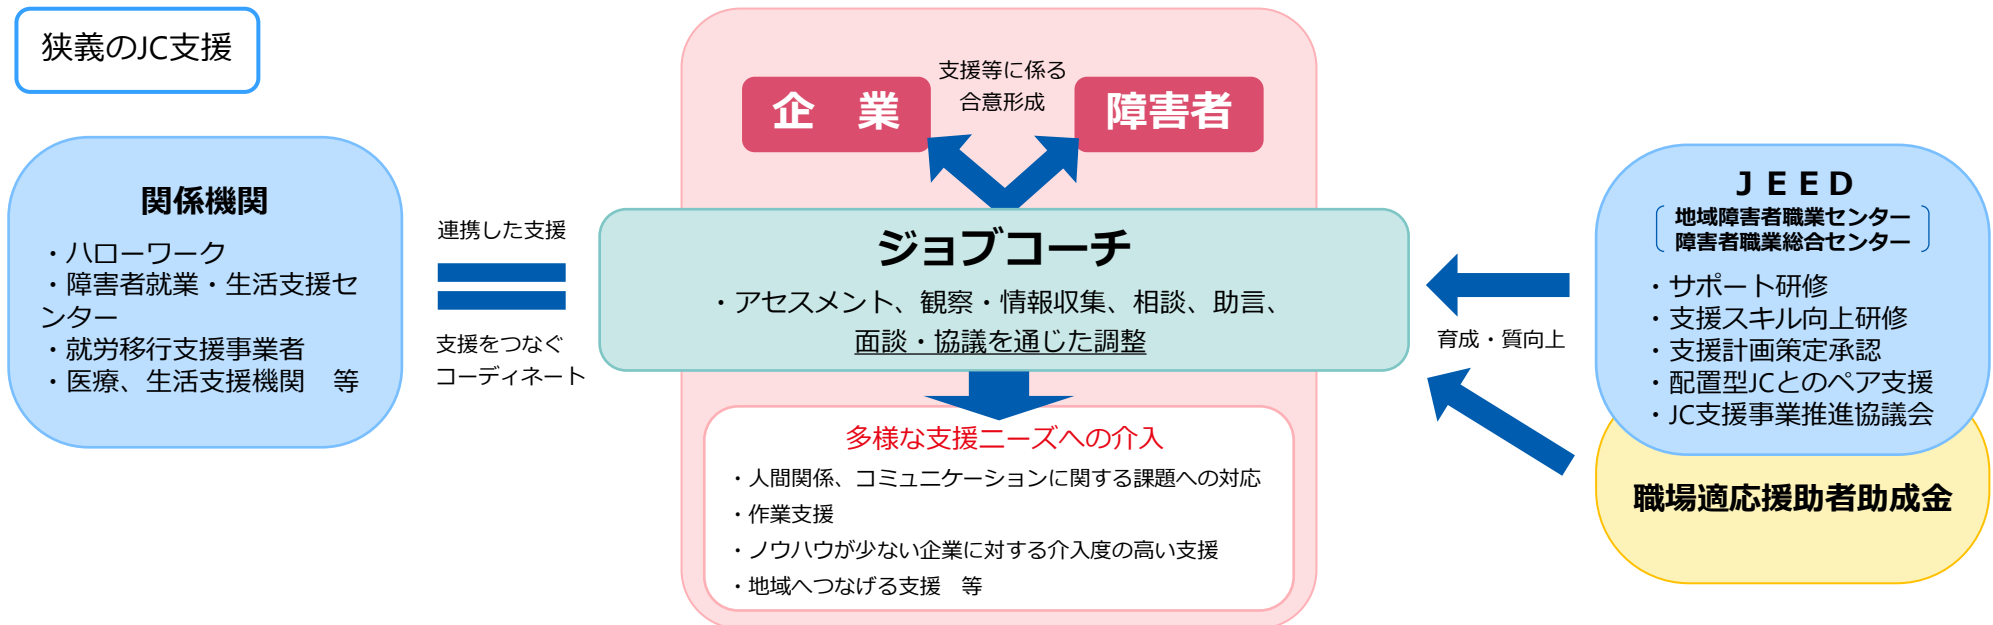 狭義のJC支援
関係機関
・ハローワーク
・障害者就業・生活支援セ
ンター
・就労移行支援事業者
・医療、生活支援機関　等
連携した支援
支援をつなぐ
コーディネート
企　業
支援等に係る
合意形成
障害者
ジョブコーチ
・アセスメント、観察・情報収集、相談、助言、
面談・協議を通じた調整
多様な支援ニーズへの介入
・人間関係、コミュニケーションに関する課題への対応
・作業支援
・ノウハウが少ない企業に対する介入度の高い支援
・地域へつなげる支援　等
育成・質向上
ＪＥＥＤ
地域障害者職業センター
障害者職業総合センター
・サポート研修
・支援スキル向上研修
・支援計画策定承認
・配置型JCとのペア支援
・JC支援事業推進協議会
職場適応援助者助成金